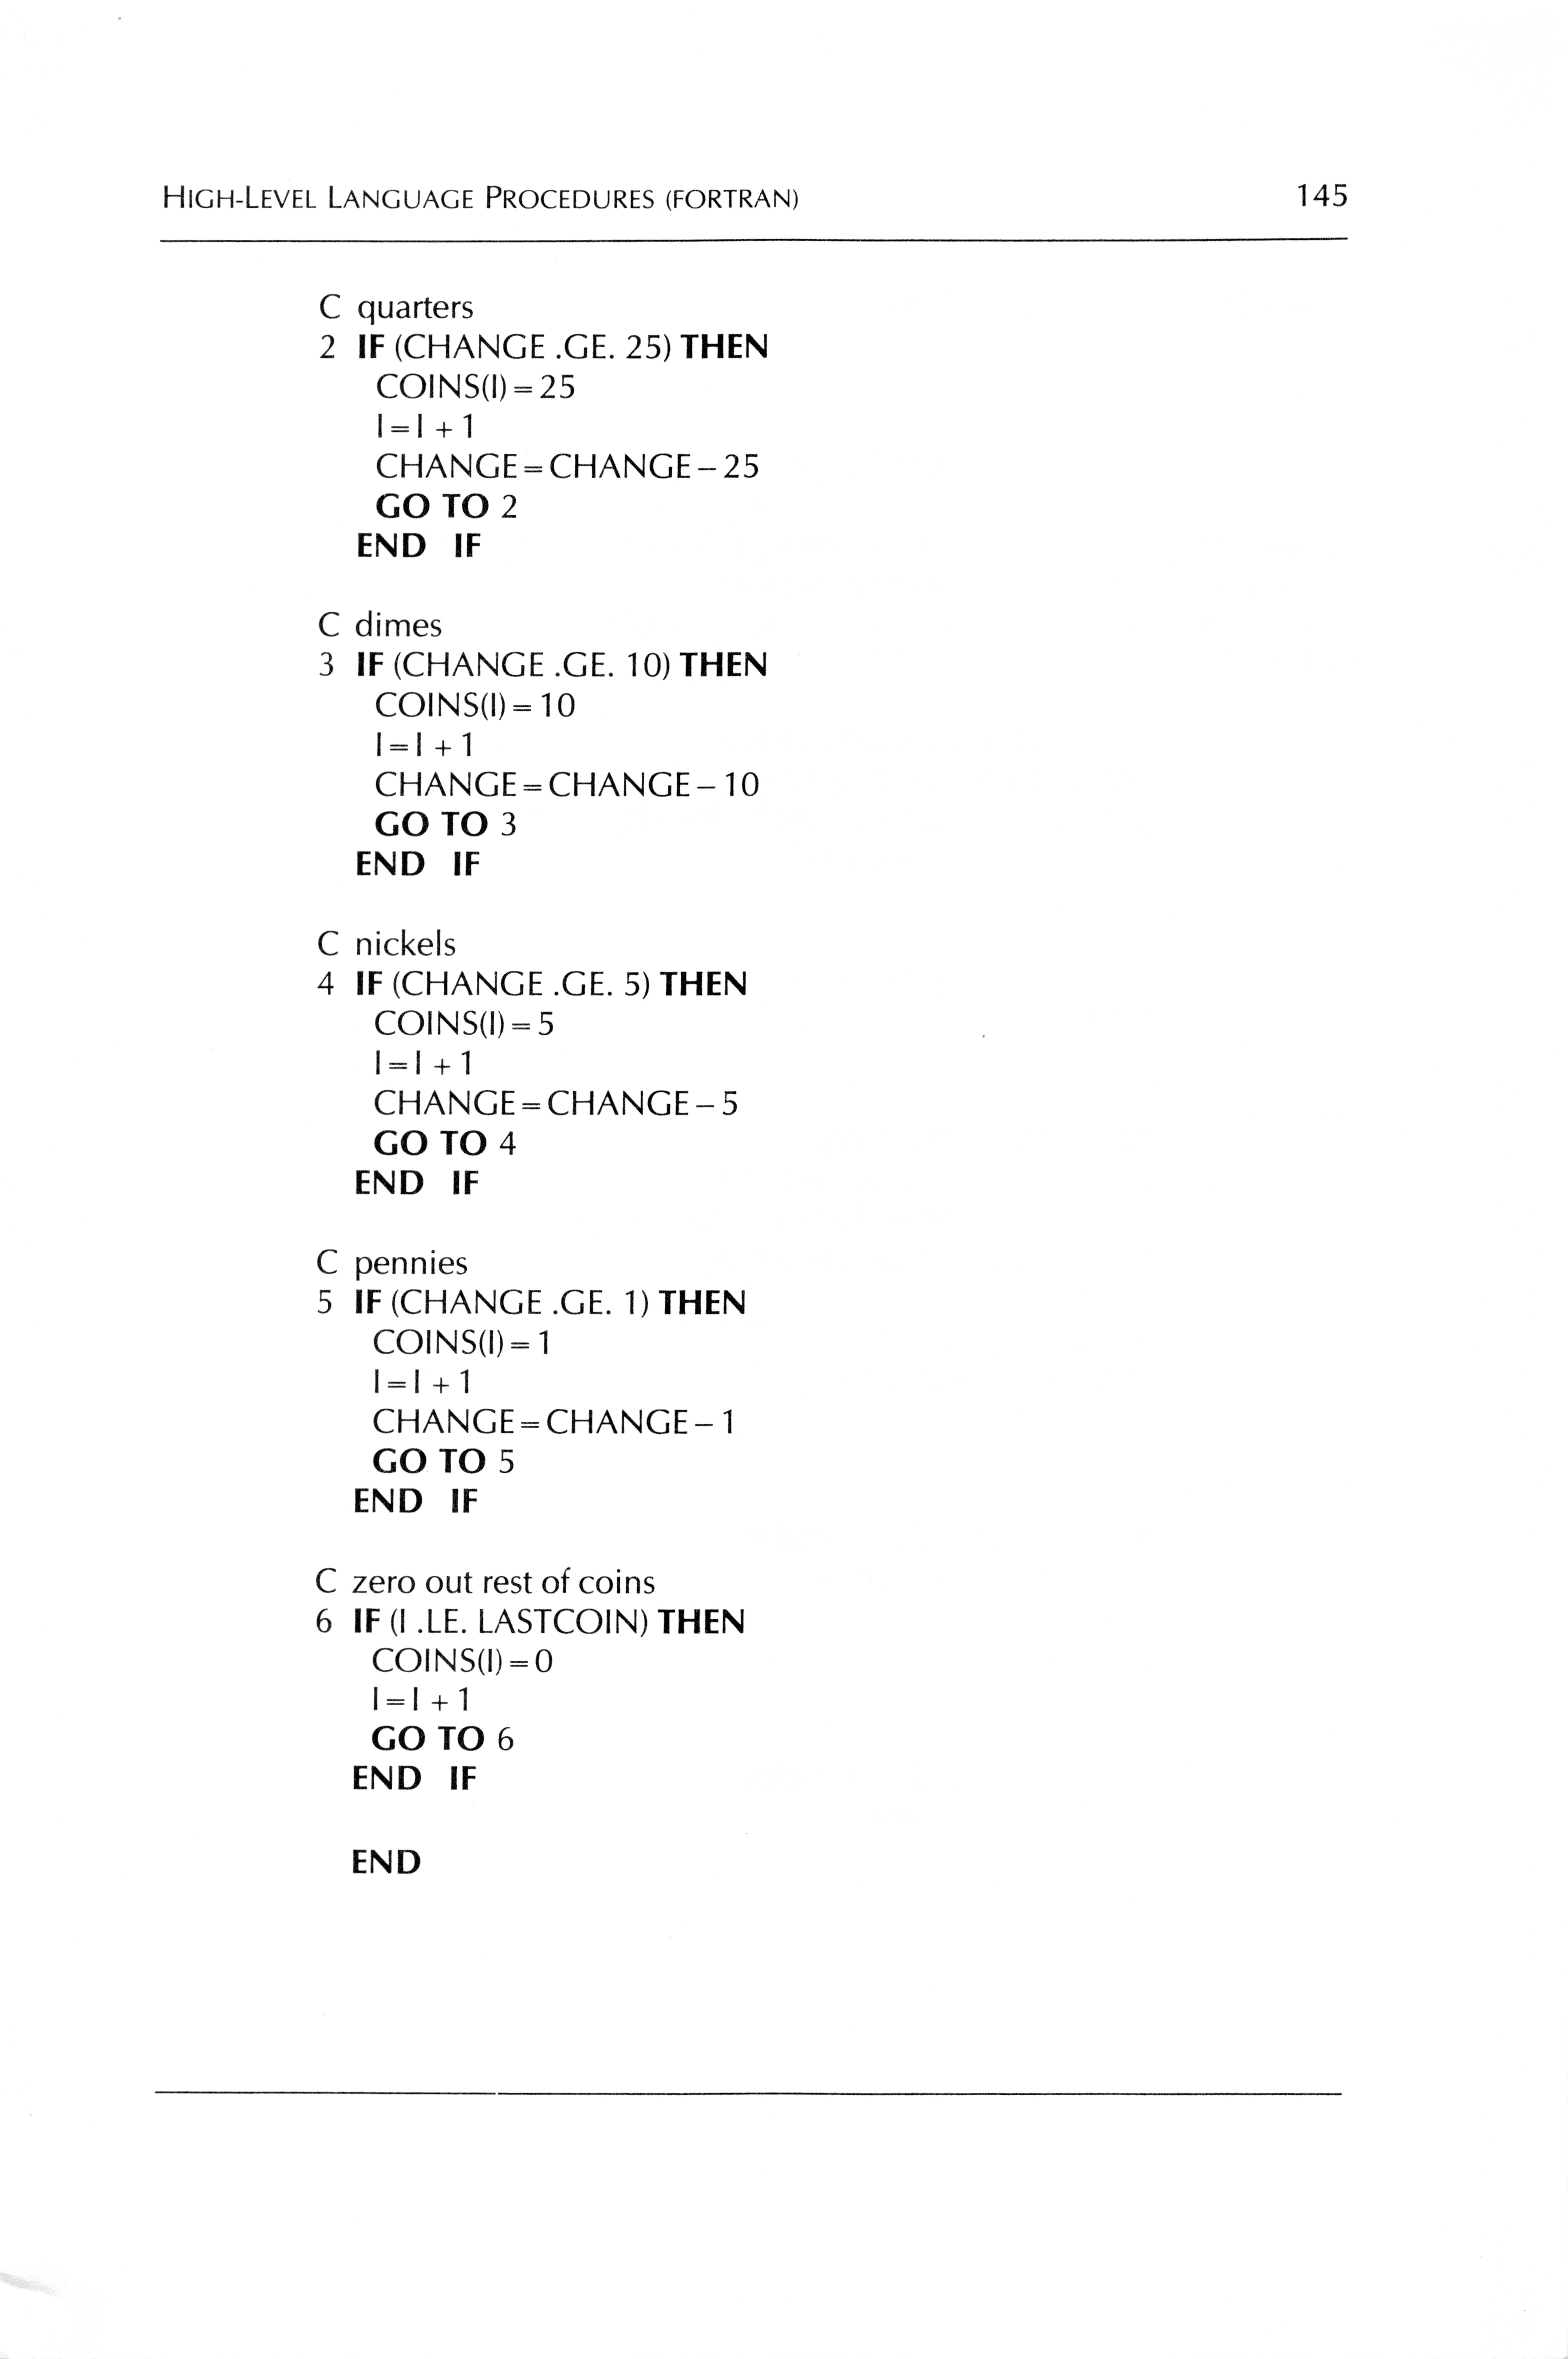 HIGH-LEVEL LANGUAGE PROCEDURES (FORTRAN) 145
C quarters
2 IF (CHANGE .GE. 25) THEN
COINS(I) = 25
I = I + 1
CHANGE = CHANGE – 25
GO TO 2
END IF
C dimes
3 IF (CHANGE .GE. 10) THEN
COINS(I) = 10
I = I + 1
CHANGE = CHANGE – 10
GO TO 3
END IF
C nickels
4 IF (CHANGE .GE. 5) THEN
COINS(I) = 5
I = I + 1
CHANGE = CHANGE – 5
GO TO 4
END IF
C pennies
5 IF (CHANGE .GE. 1) THEN
COINS(I) = 1
I = I + 1
CHANGE = CHANGE – 1
GO TO 5
END IF
C zero out rest of coins
6 IF (I .LE. LASTCOIN) THEN
COINS(I) = 0
I = I + 1
GO TO 6
END IF
END